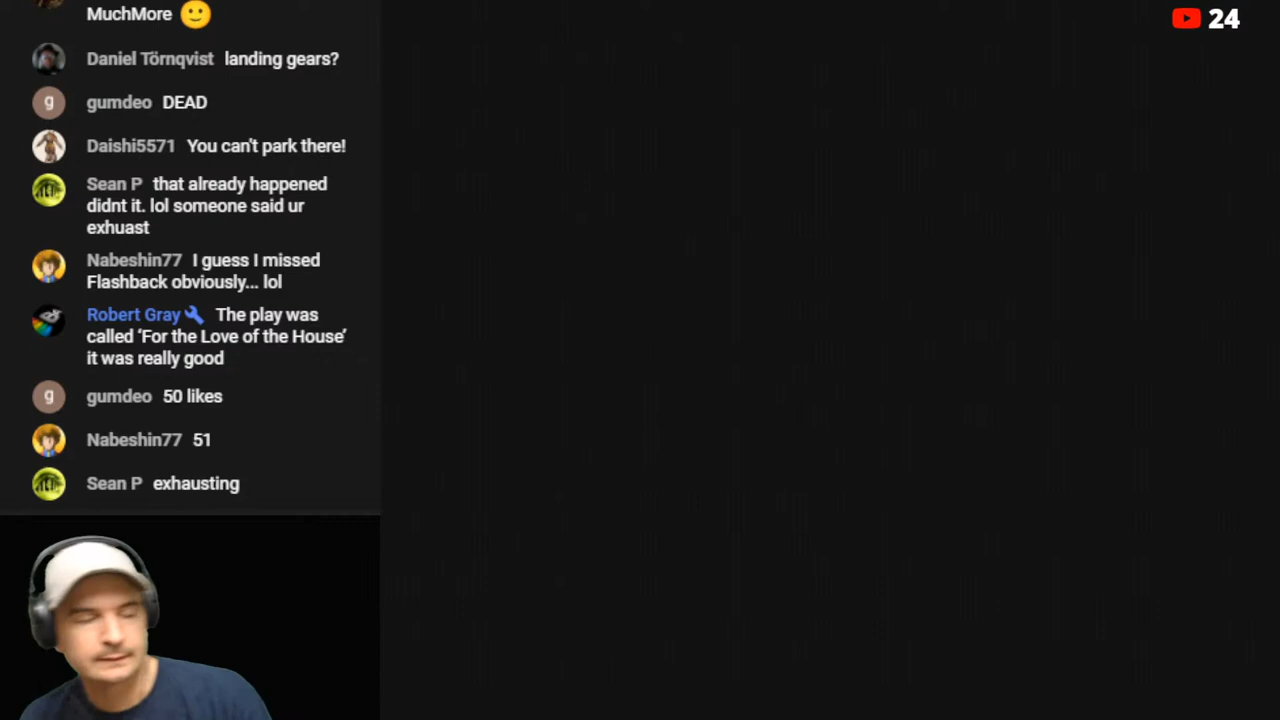 MuchMore 🙂
Daniel Törnqvist landing gears?
g gumdeo DEAD
Daishi5571 You can't park there!
Sean P that already happened
didnt it. lol someone said ur
exhuast
Nabeshin77 I guess I missed
Flashback obviously... lol
Robert Gray The play was
called ‘For the Love of the House’
it was really good
g gumdeo 50 likes
Nabeshin77 51
Sean P exhausting
24